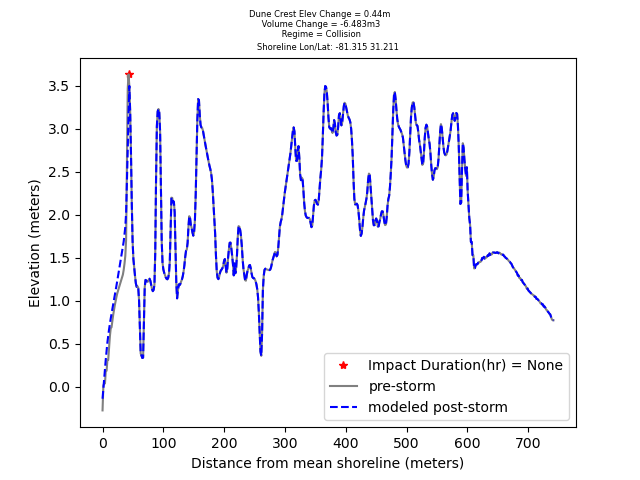 Dune Crest Elev Change = 0.44m
Volume Change = -6.483m3
Regime = Collision
Shoreline Lon/Lat: -81.315 31.211
3.5
3.0
2.5
2.0
1.5
1.0
0.5
0.0
Elevation (meters)
Impact Duration(hr) = None
pre-storm
modeled post-storm
0 100 200 300 400 500 600 700
Distance from mean shoreline (meters)